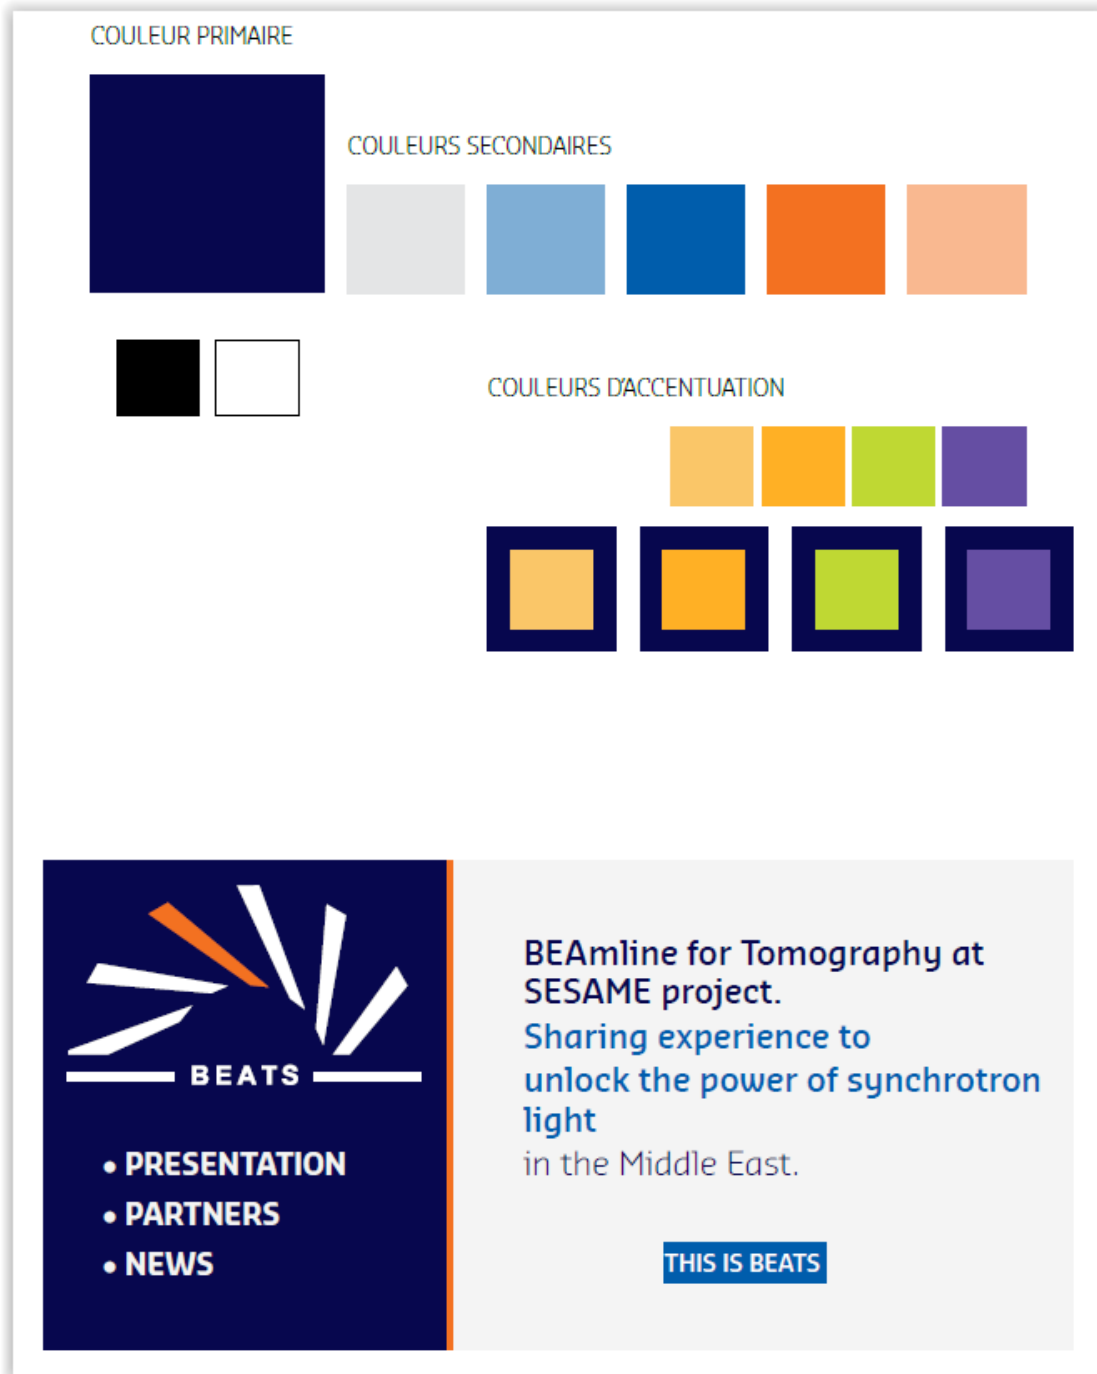 COULEUR PRIMAIRE
COULEURS SECONDAIRES
COULEURS D'ACCENTUATION
BEATS
• PRESENTATION
• PARTNERS
• NEWS
BEAmline for Tomography at
SESAME project.
Sharing experience to
unlock the power of synchrotron
light
in the Middle East.
THIS IS BEATS